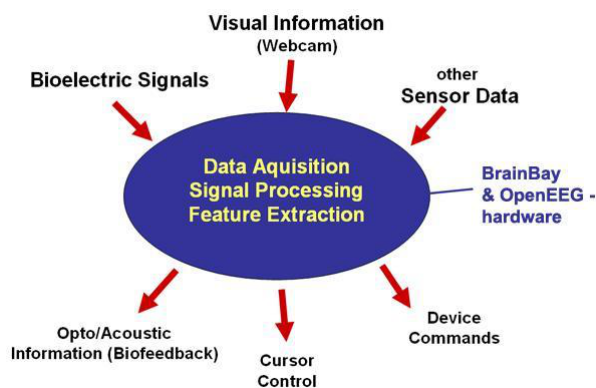 Visual Information
(Webcam)
Bioelectric Signals
other
Sensor Data
Data Aquisition
Signal Processing
Feature Extraction
BrainBay
& OpenEEG -
hardware
Opto/Acoustic
Information (Biofeedback)
Cursor
Control
Device
Commands